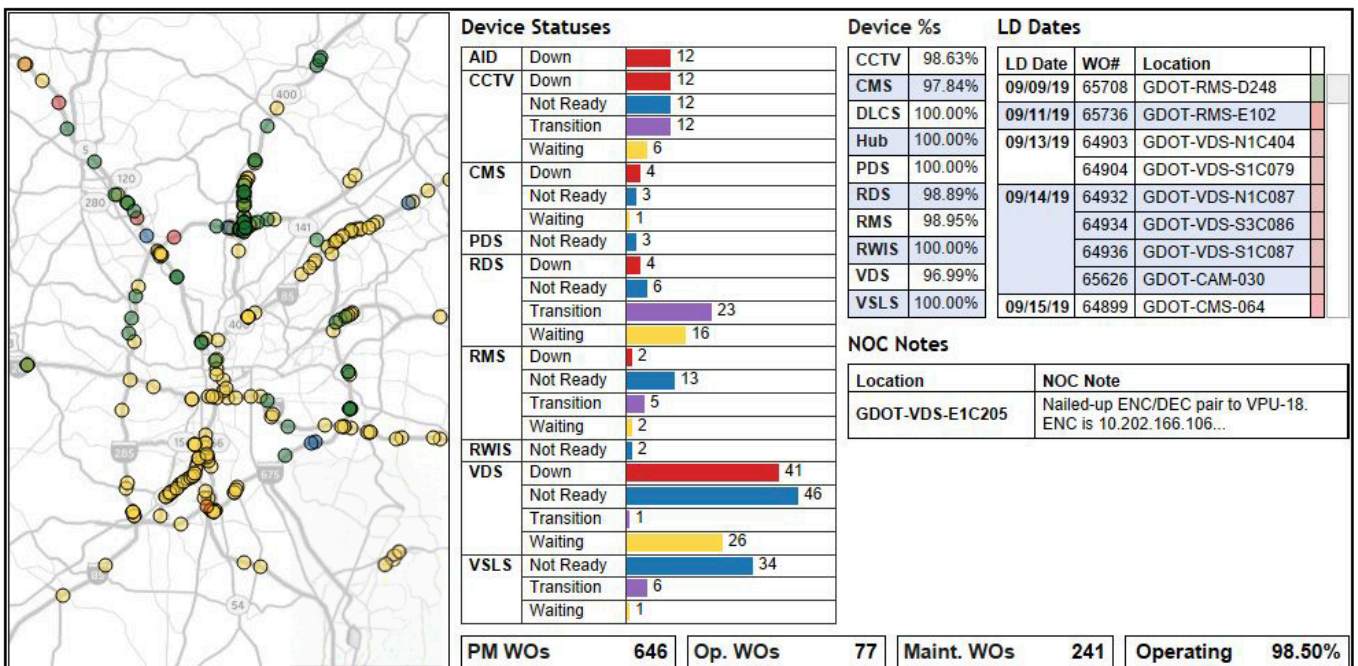 400
5
120
280
141
85
400
285
675
85
54
Device Statuses
AID Down 12
CCTV Down 12
Not Ready 12
Transition 12
Waiting 6
CMS Down 4
Not Ready 3
Waiting 1
PDS Not Ready 3
RDS Down 4
Not Ready 6
Transition 23
Waiting 16
RMS Down 2
Not Ready 13
Transition 5
Waiting 2
RWIS Not Ready 2
VDS Down 41
Not Ready 46
Transition 1
Waiting 26
VSLS Not Ready 34
Transition 6
Waiting 1
Device %s
CCTV 98.63%
CMS 97.84%
DLCS 100.00%
Hub 100.00%
PDS 100.00%
RDS 98.89%
RMS 98.95%
RWIS 100.00%
VDS 96.99%
VSLS 100.00%
LD Dates
LD Date WO# Location
09/09/19 65708 GDOT-RMS-D248
09/11/19 65736 GDOT-RMS-E102
09/13/19 64903 GDOT-VDS-N1C404
64904 GDOT-VDS-S1C079
09/14/19 64932 GDOT-VDS-N1C087
64934 GDOT-VDS-S3C086
64936 GDOT-VDS-S1C087
65626 GDOT-CAM-030
09/15/19 64899 GDOT-CMS-064
NOC Notes
Location NOC Note
GDOT-VDS-E1C205 Nailed-up ENC/DEC pair to VPU-18.
ENC is 10.202.166.106...
PM WOs 646 Op. WOs 77 Maint. WOs 241 Operating 98.50%